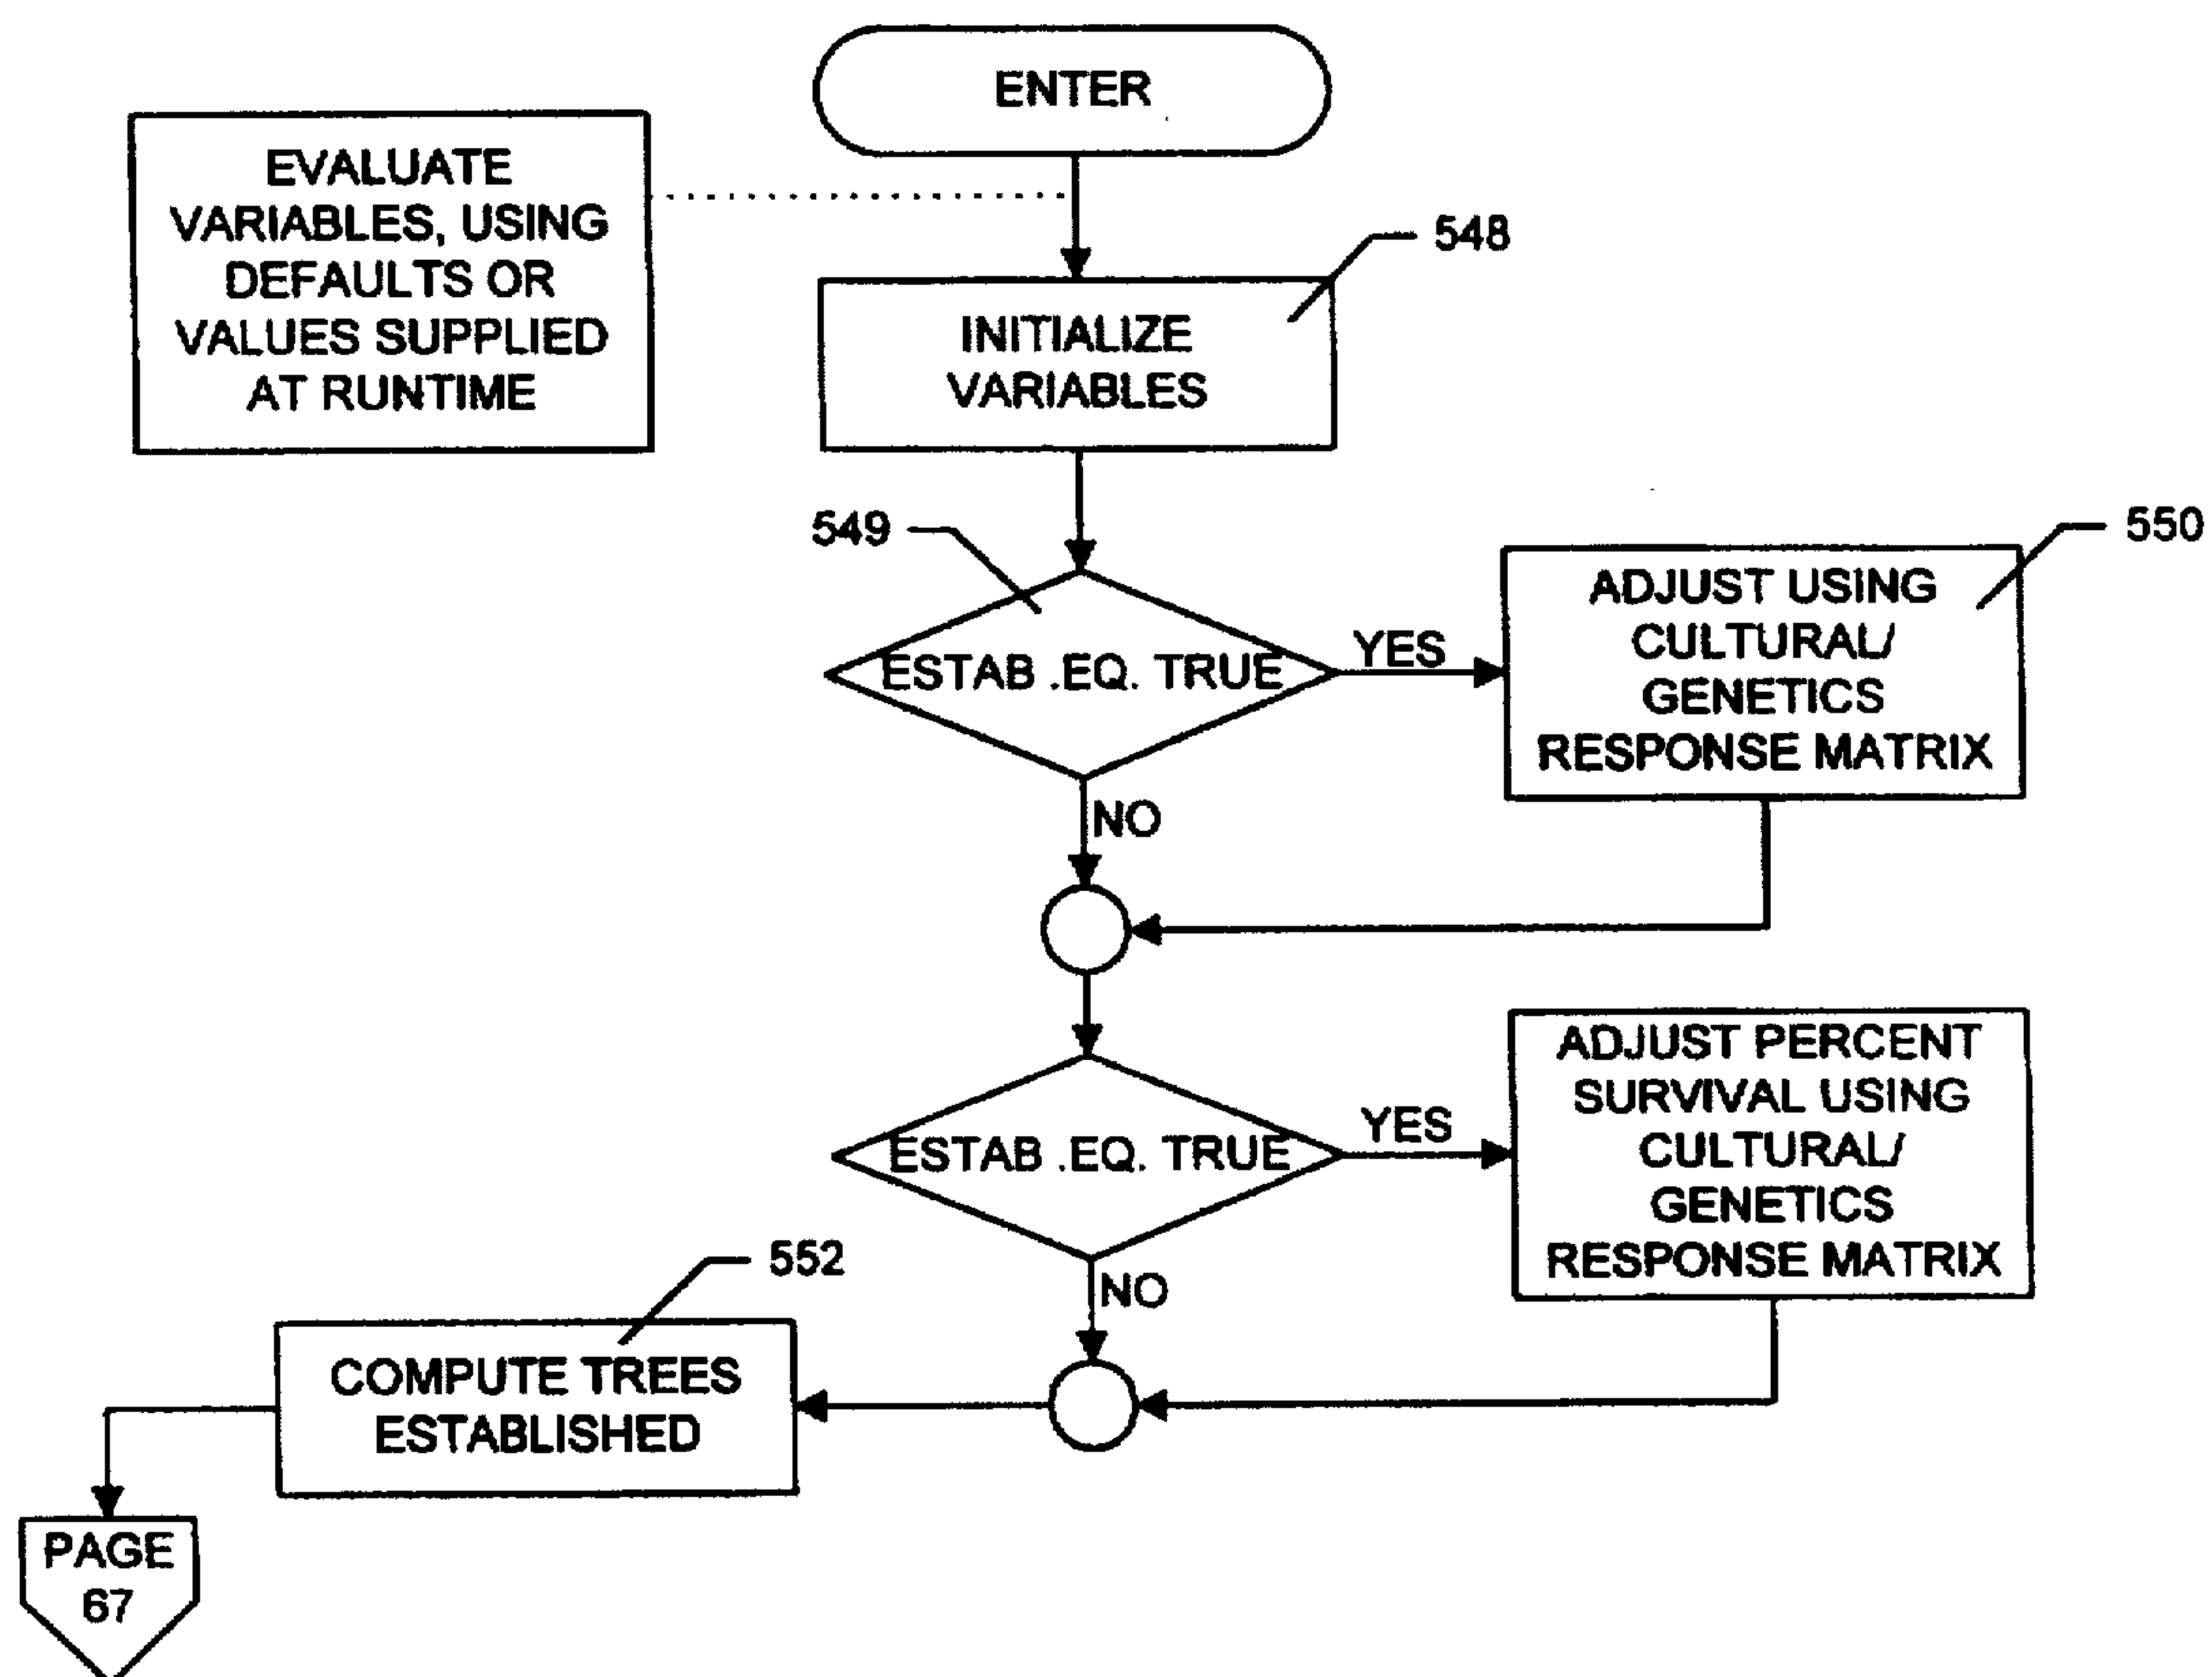 ENTER
EVALUATE
VARIABLES, USING
DEFAULTS OR
VALUES SUPPLIED
AT RUNTIME
548
INITIALIZE
VARIABLES
549
550
ESTAB .EQ. TRUE
YES
ADJUST USING
CULTURAL/
GENETICS
RESPONSE MATRIX
NO
ESTAB .EQ. TRUE
YES
ADJUST PERCENT
SURVIVAL USING
CULTURAL/
GENETICS
RESPONSE MATRIX
NO
552
COMPUTE TREES
ESTABLISHED
PAGE
67